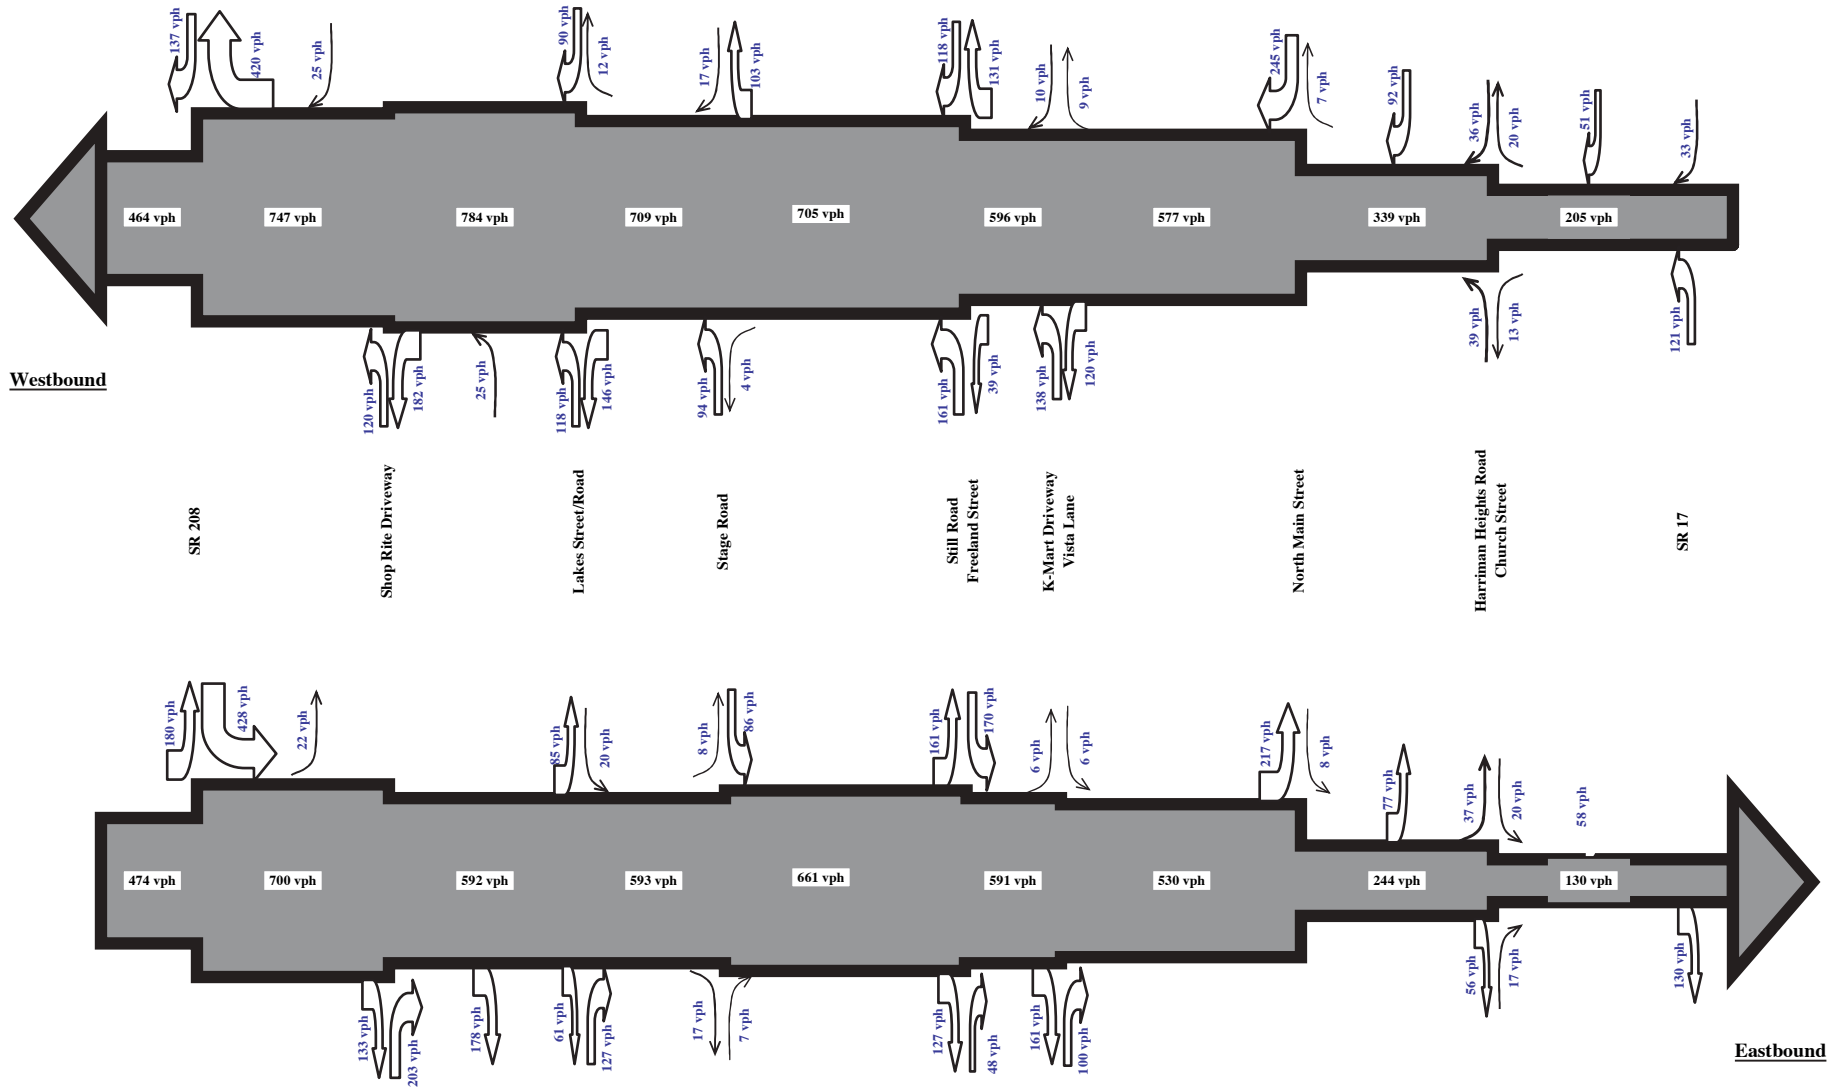 137 vph
420 vph
25 vph
90 vph
12 vph
17 vph
103 vph
118 vph
131 vph
10 vph
9 vph
245 vph
7 vph
92 vph
36 vph
20 vph
51 vph
33 vph
464 vph
747 vph
784 vph
709 vph
705 vph
596 vph
577 vph
339 vph
205 vph
Westbound
120 vph
182 vph
25 vph
118 vph
146 vph
94 vph
4 vph
161 vph
39 vph
138 vph
120 vph
39 vph
13 vph
121 vph
SR 208
Shop Rite Driveway
Lakes Street/Road
Stage Road
Still Road
Freeland Street
K-Mart Driveway
Vista Lane
North Main Street
Harriman Heights Road
Church Street
SR 17
180 vph
428 vph
22 vph
85 vph
20 vph
8 vph
86 vph
161 vph
170 vph
6 vph
6 vph
217 vph
8 vph
77 vph
37 vph
20 vph
58 vph
474 vph
700 vph
592 vph
593 vph
661 vph
591 vph
530 vph
244 vph
130 vph
133 vph
203 vph
178 vph
61 vph
127 vph
17 vph
7 vph
127 vph
48 vph
161 vph
100 vph
56 vph
17 vph
130 vph
Eastbound